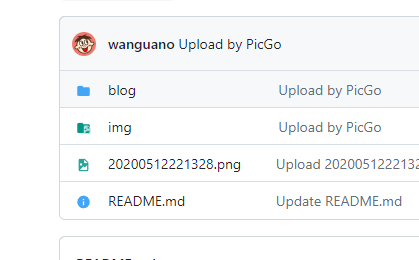 wanguano Upload by PicGo
blog Upload by PicGo
img Upload by PicGo
20200512221328.png Upload 2020051222132
README.md Update README.md